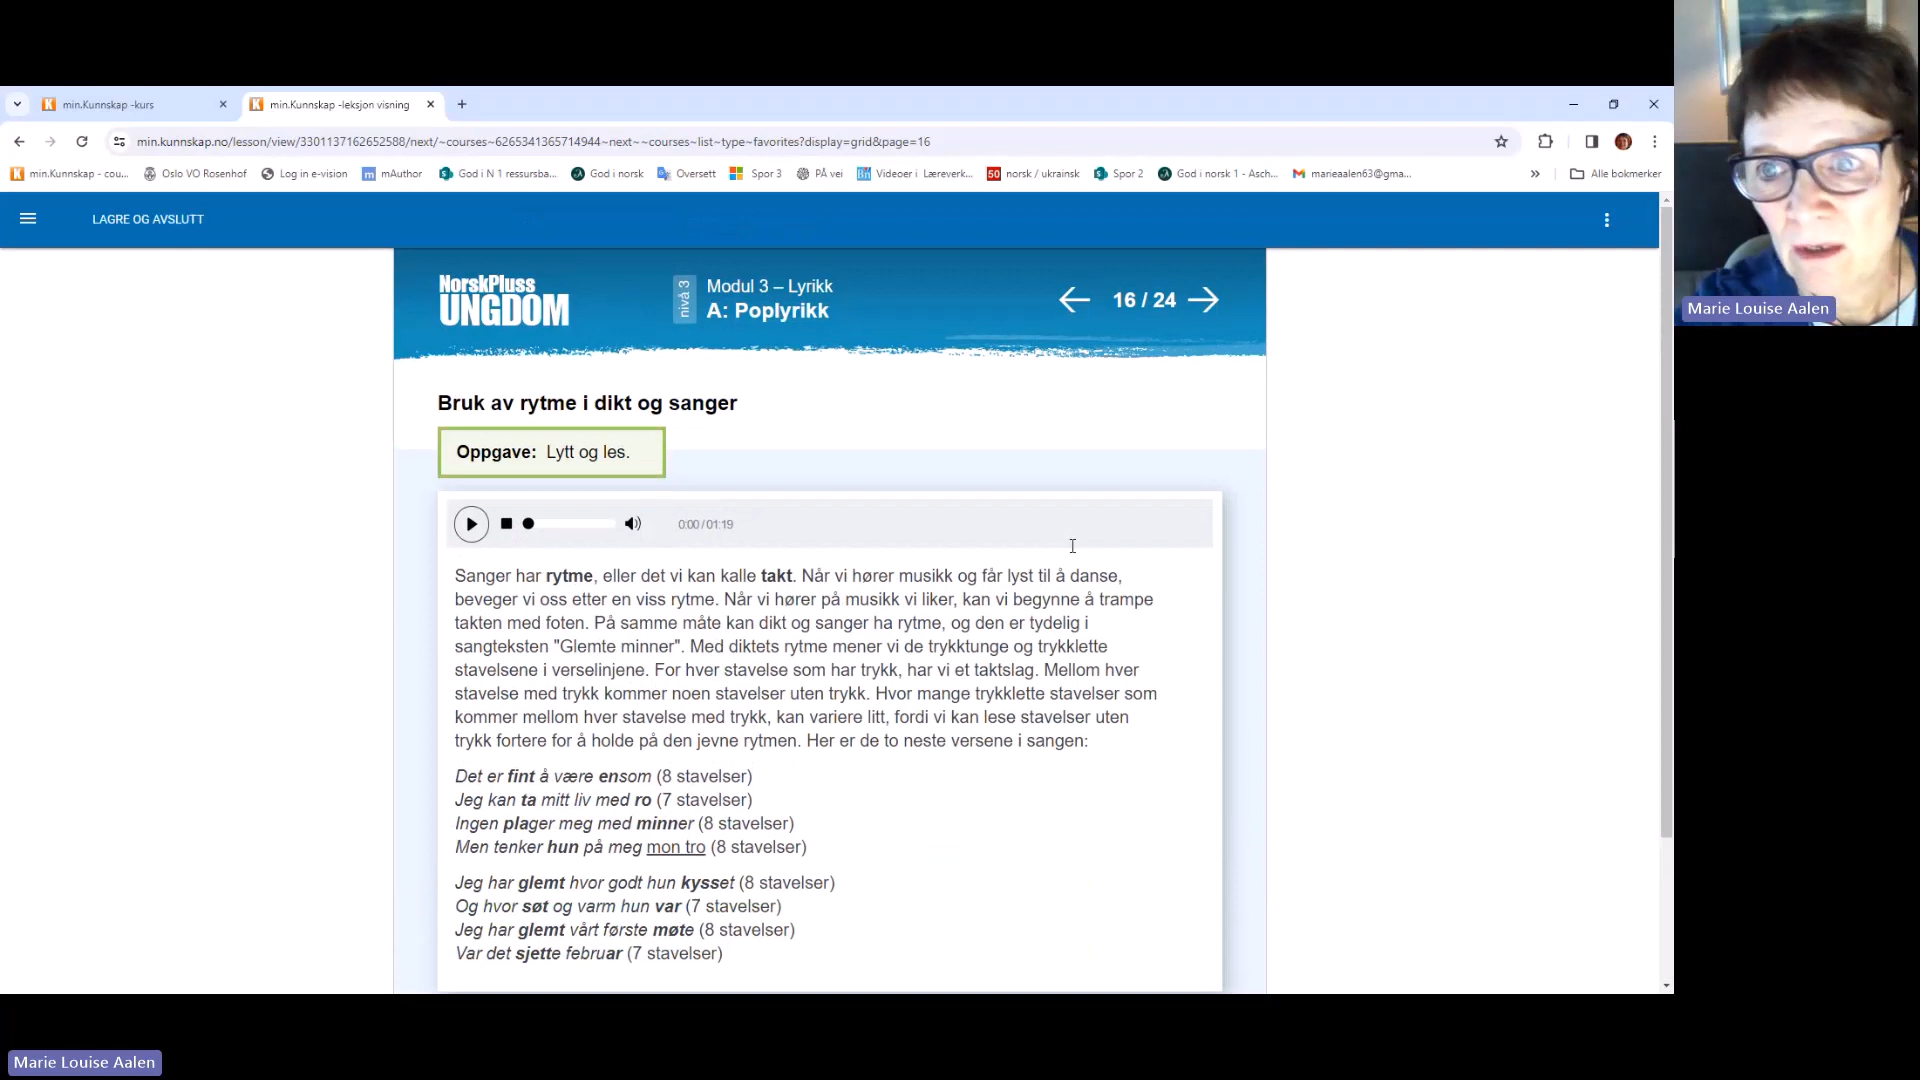 min.Kunnskap -kurs
min.Kunnskap -leksjon visning
min.kunnskap.no/lesson/view/3301137162652588/next/~courses~6265341365714944~next~~courses~list~type~favorites?display=grid&page=16
min.Kunnskap - cou...
Oslo VO Rosenhof
Log in e-vision
mAuthor
God i N 1 ressursba...
God i norsk
Oversett
Spor 3
PÅ vei
Videoer i Læreverk...
norsk / ukrainsk
Spor 2
God i norsk 1 - Asch...
marieaalen63@gma...
»
Alle bokmerker
LAGRE OG AVSLUTT
NorskPluss
UNGDOM
nivå 3
Modul 3 – Lyrikk
A: Poplyrikk
16 / 24
Bruk av rytme i dikt og sanger
Oppgave: Lytt og les.
0:00 / 01:19
Sanger har rytme, eller det vi kan kalle takt. Når vi hører musikk og får lyst til å danse,
beveger vi oss etter en viss rytme. Når vi hører på musikk vi liker, kan vi begynne å trampe
takten med foten. På samme måte kan dikt og sanger ha rytme, og den er tydelig i
sangteksten "Glemte minner". Med diktets rytme mener vi de trykktunge og trykklette
stavelsene i verselinjene. For hver stavelse som har trykk, har vi et taktslag. Mellom hver
stavelse med trykk kommer noen stavelser uten trykk. Hvor mange trykklette stavelser som
kommer mellom hver stavelse med trykk, kan variere litt, fordi vi kan lese stavelser uten
trykk fortere for å holde på den jevne rytmen. Her er de to neste versene i sangen:
Det er fint å være ensom (8 stavelser)
Jeg kan ta mitt liv med ro (7 stavelser)
Ingen plager meg med minner (8 stavelser)
Men tenker hun på meg mon tro (8 stavelser)
Jeg har glemt hvor godt hun kysset (8 stavelser)
Og hvor søt og varm hun var (7 stavelser)
Jeg har glemt vårt første møte (8 stavelser)
Var det sjette februar (7 stavelser)
Marie Louise Aalen
Marie Louise Aalen